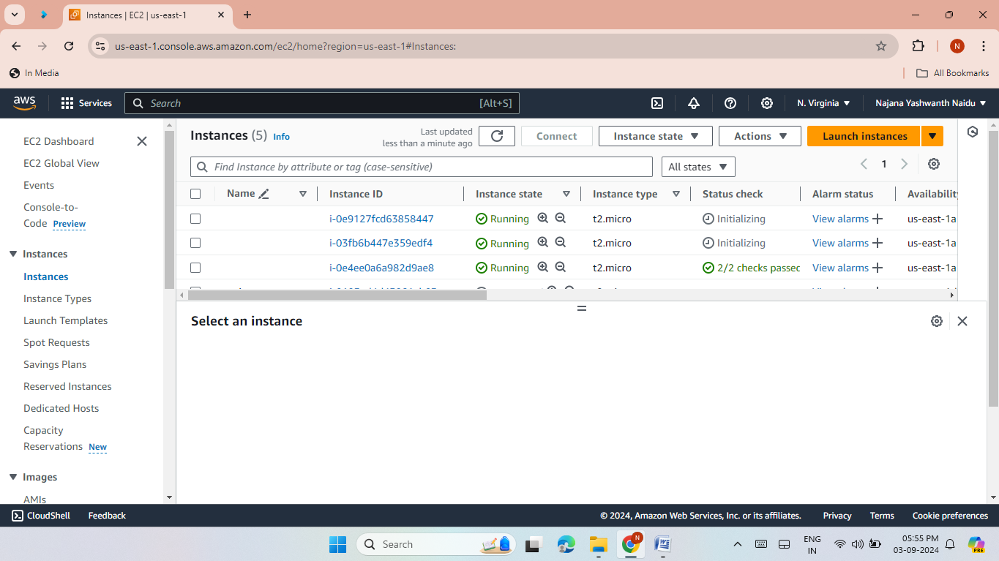 Instances | EC2 | us-east-1
us-east-1.console.aws.amazon.com/ec2/home?region=us-east-1#Instances:
N
In Media
All Bookmarks
aws
Services
Search
[Alt+S]
N. Virginia
Najana Yashwanth Naidu
EC2 Dashboard
EC2 Global View
Events
Console-to-
Code Preview
Instances
Instances
Instance Types
Launch Templates
Spot Requests
Savings Plans
Reserved Instances
Dedicated Hosts
Capacity
Reservations New
Images
AMIs
Instances (5) Info
Last updated
less than a minute ago
Connect
Instance state
Actions
Launch instances
Find Instance by attribute or tag (case-sensitive)
All states
1
Name Instance ID Instance state Instance type Status check Alarm status Availability
i-0e9127fcd63858447 Running t2.micro Initializing View alarms us-east-1a
i-03fb6b447e359edf4 Running t2.micro Initializing View alarms us-east-1a
i-0e4ee0a6a982d9ae8 Running t2.micro 2/2 checks passed View alarms us-east-1a
Select an instance
CloudShell
Feedback
© 2024, Amazon Web Services, Inc. or its affiliates.
Privacy
Terms
Cookie preferences
Search
N
ENG
IN
05:55 PM
03-09-2024
PRE